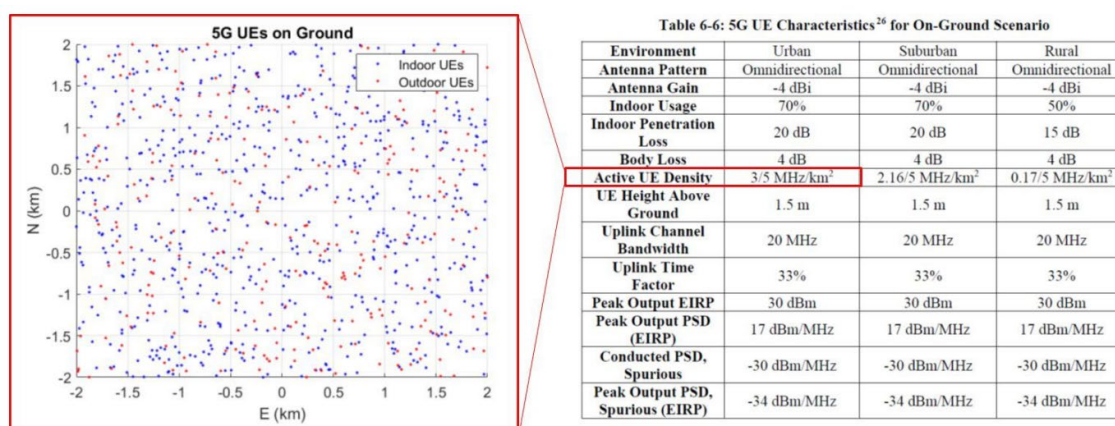 5G UEs on Ground
Indoor UEs
Outdoor UEs
2
1.5
1
0.5
0
-0.5
-1
-1.5
-2
N (km)
-2 -1.5 -1 -0.5 0 0.5 1 1.5 2
E (km)
Table 6-6: 5G UE Characteristics26 for On-Ground Scenario
Environment Urban Suburban Rural
Antenna Pattern Omnidirectional Omnidirectional Omnidirectional
Antenna Gain -4 dBi -4 dBi -4 dBi
Indoor Usage 70% 70% 50%
Indoor Penetration
Loss 20 dB 20 dB 15 dB
Body Loss 4 dB 4 dB 4 dB
Active UE Density 3/5 MHz/km2 2.16/5 MHz/km2 0.17/5 MHz/km2
UE Height Above
Ground 1.5 m 1.5 m 1.5 m
Uplink Channel
Bandwidth 20 MHz 20 MHz 20 MHz
Uplink Time
Factor 33% 33% 33%
Peak Output EIRP 30 dBm 30 dBm 30 dBm
Peak Output PSD
(EIRP) 17 dBm/MHz 17 dBm/MHz 17 dBm/MHz
Conducted PSD,
Spurious -30 dBm/MHz -30 dBm/MHz -30 dBm/MHz
Peak Output PSD,
Spurious (EIRP) -34 dBm/MHz -34 dBm/MHz -34 dBm/MHz